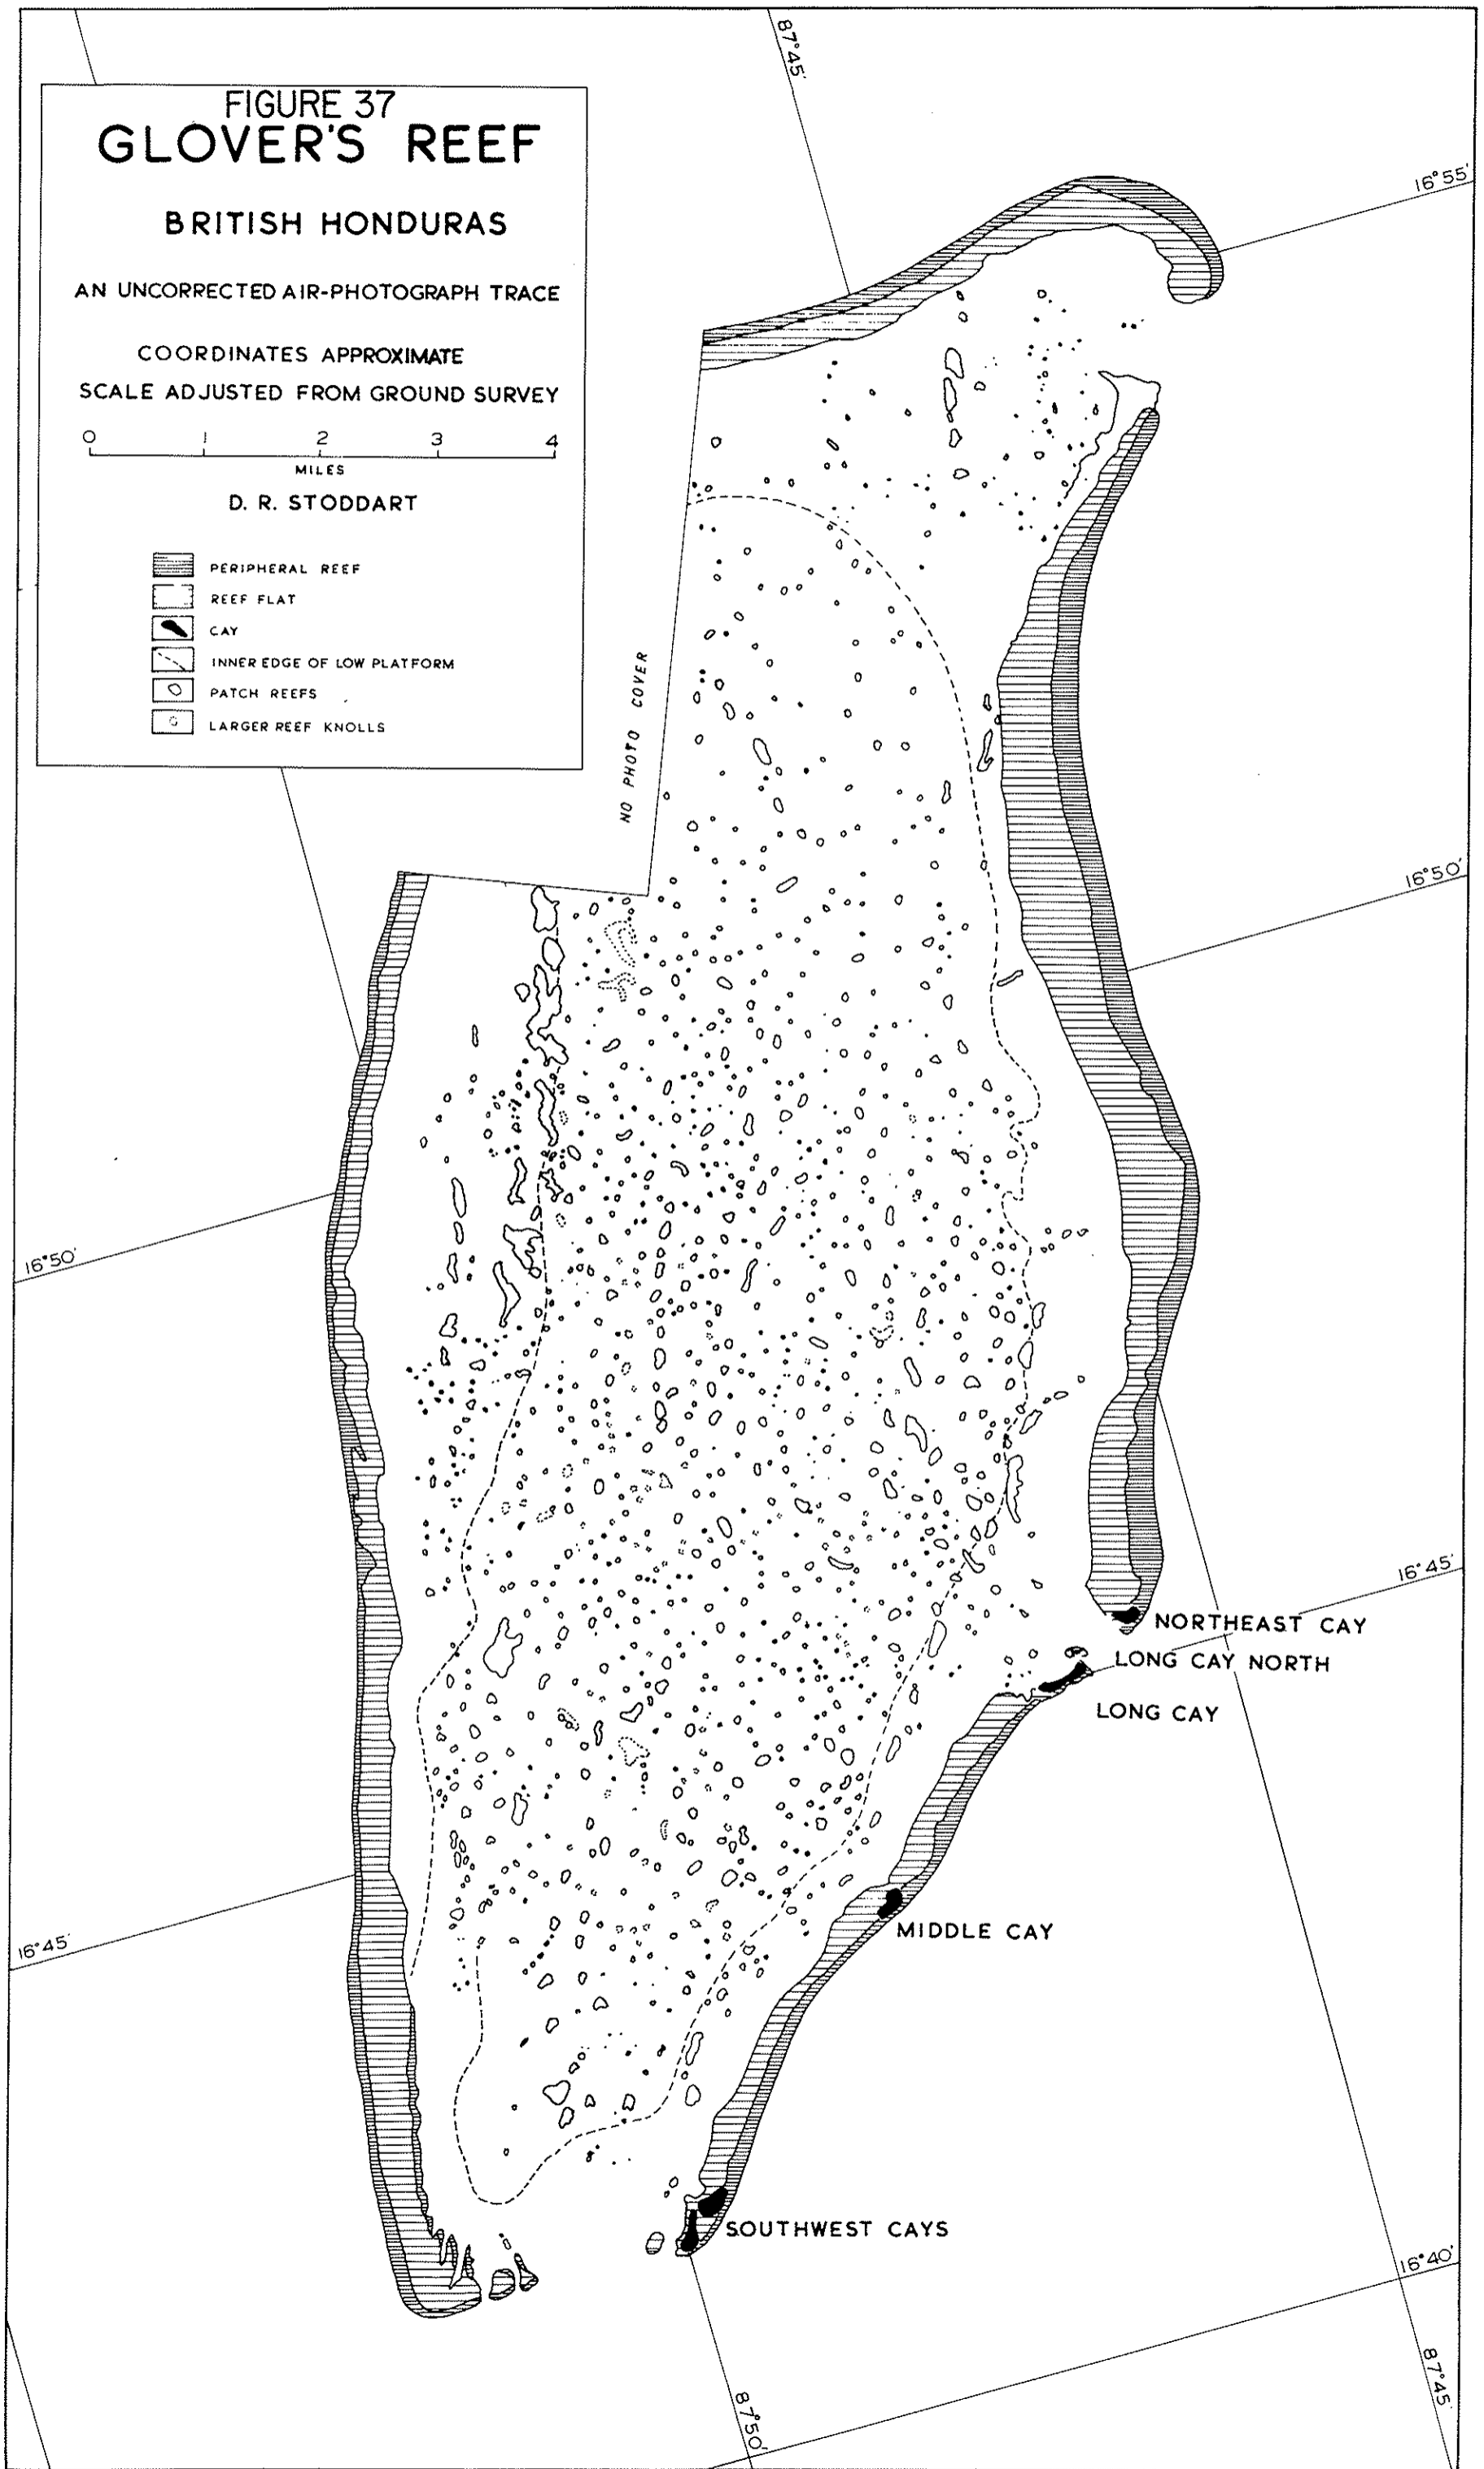 FIGURE 37
GLOVER'S REEF
BRITISH HONDURAS
AN UNCORRECTED AIR-PHOTOGRAPH TRACE
COORDINATES APPROXIMATE
SCALE ADJUSTED FROM GROUND SURVEY
0 1 2 3 4
MILES
D. R. STODDART
PERIPHERAL REEF
REEF FLAT
CAY
INNER EDGE OF LOW PLATFORM
PATCH REEFS
LARGER REEF KNOLLS
87°45'
16°55'
NO PHOTO COVER
16°50'
16°50'
16°45'
NORTHEAST CAY
LONG CAY NORTH
LONG CAY
MIDDLE CAY
16°45'
SOUTHWEST CAYS
16°40'
87°45'
87°50'